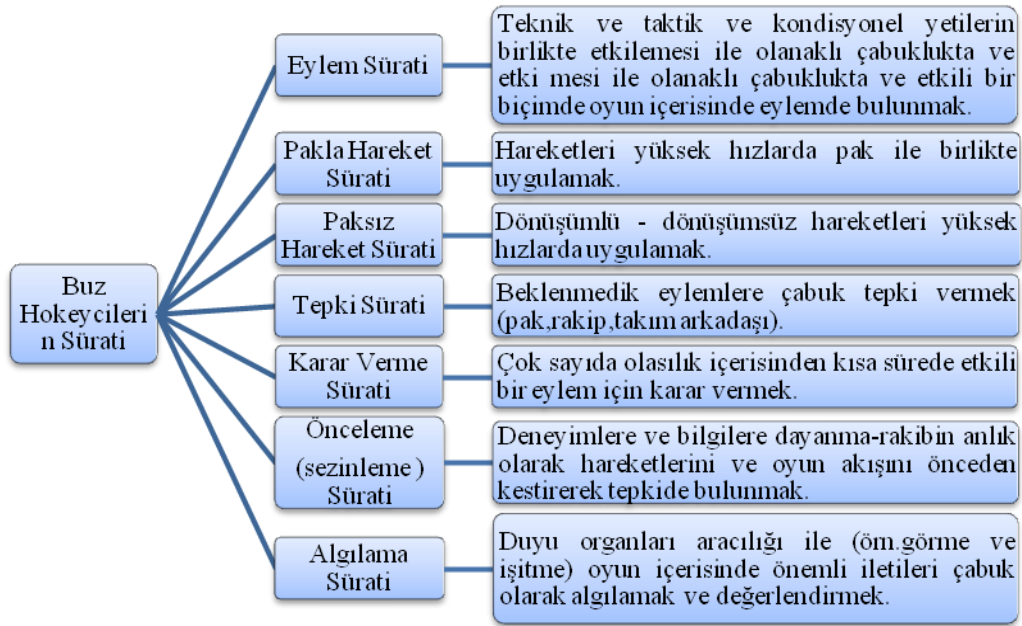 Buz
Hokeycileri
n Sürati
Eylem Sürati
Teknik ve taktik ve kondisyonel yetilerin
birlikte etkilemesi ile olanaklı çabuklukta ve
etki mesi ile olanaklı çabuklukta ve etkili bir
biçimde oyun içerisinde eylemde bulunmak.
Pakla Hareket
Sürati
Hareketleri yüksek hızlarda pak ile birlikte
uygulamak.
Paksız
Hareket Sürati
Dönüşümlü - dönüşümsüz hareketleri yüksek
hızlarda uygulamak.
Tepki Sürati
Beklenmedik eylemlere çabuk tepki vermek
(pak,rakip,takım arkadaşı).
Karar Verme
Sürati
Çok sayıda olasılık içerisinden kısa sürede etkili
bir eylem için karar vermek.
Önceleme
(sezinleme )
Sürati
Deneyimlere ve bilgilere dayanma-rakibin anlık
olarak hareketlerini ve oyun akışını önceden
kestirerek tepkide bulunmak.
Algılama
Sürati
Duyu organları aracılığı ile (örn.görme ve
işitme) oyun içerisinde önemli iletileri çabuk
olarak algılamak ve değerlendirmek.